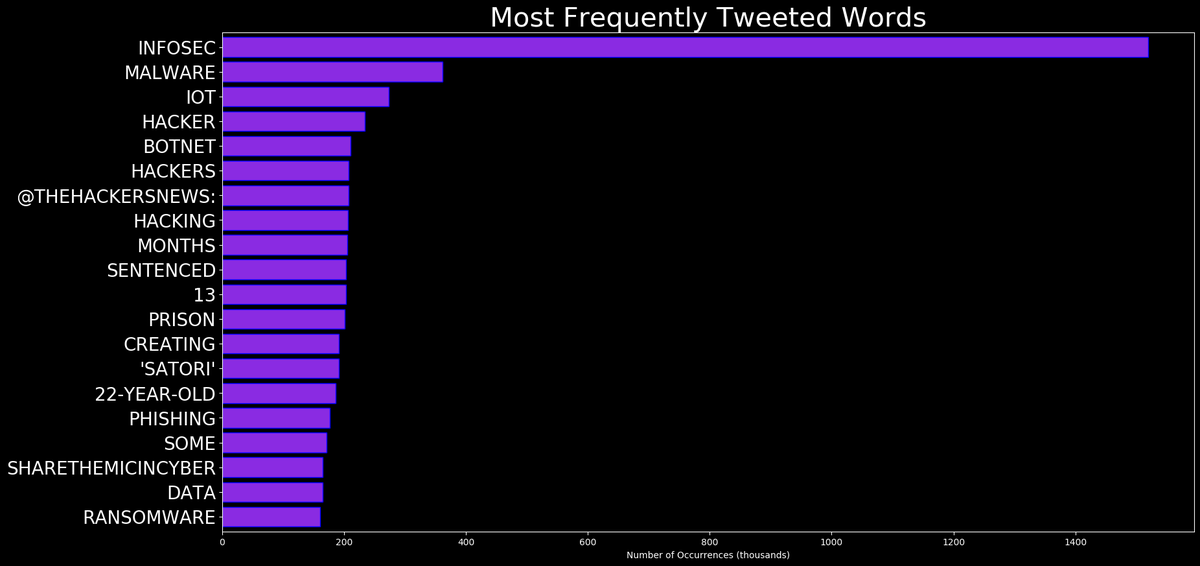 Most Frequently Tweeted Words
INFOSEC
MALWARE
IOT
HACKER
BOTNET
HACKERS
@THEHACKERSNEWS:
HACKING
MONTHS
SENTENCED
13
PRISON
CREATING
'SATORI'
22-YEAR-OLD
PHISHING
SOME
SHARETHEMICINCYBER
DATA
RANSOMWARE
0 200 400 600 800 1000 1200 1400
Number of Occurrences (thousands)